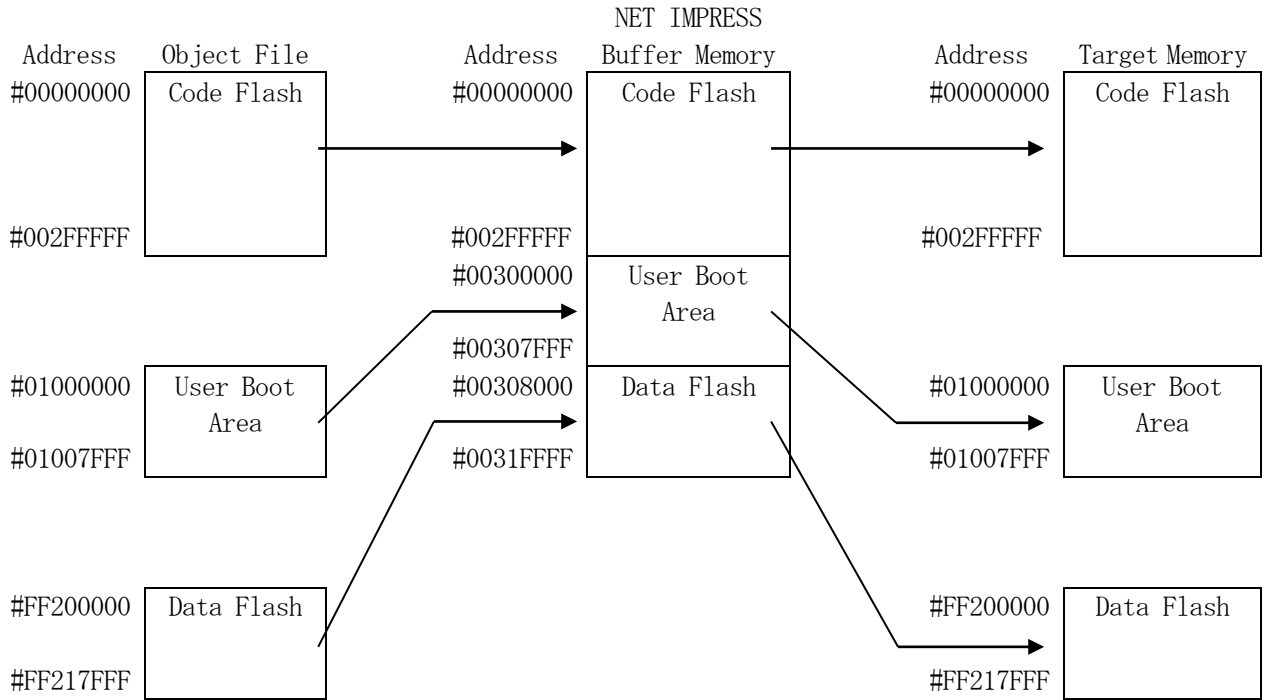 NET IMPRESS
Address Object File Address Buffer Memory Address Target Memory
#00000000 Code Flash #00000000 Code Flash #00000000 Code Flash
#002FFFFF #002FFFFF #002FFFFF
#00300000 User Boot
Area
#00307FFF
#01000000 User Boot #00308000 Data Flash #01000000 User Boot
Area Area
#01007FFF #0031FFFF #01007FFF
#FF200000 Data Flash #FF200000 Data Flash
#FF217FFF #FF217FFF